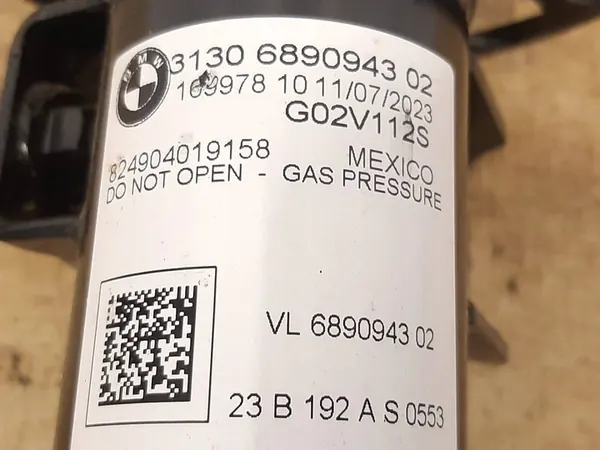 BMW
3130 6890943 02
169978 10 11/07/2023
G02V112S
824904019158 MEXICO
DO NOT OPEN - GAS PRESSURE
VL 6890943 02
23 B 192 A S 0553